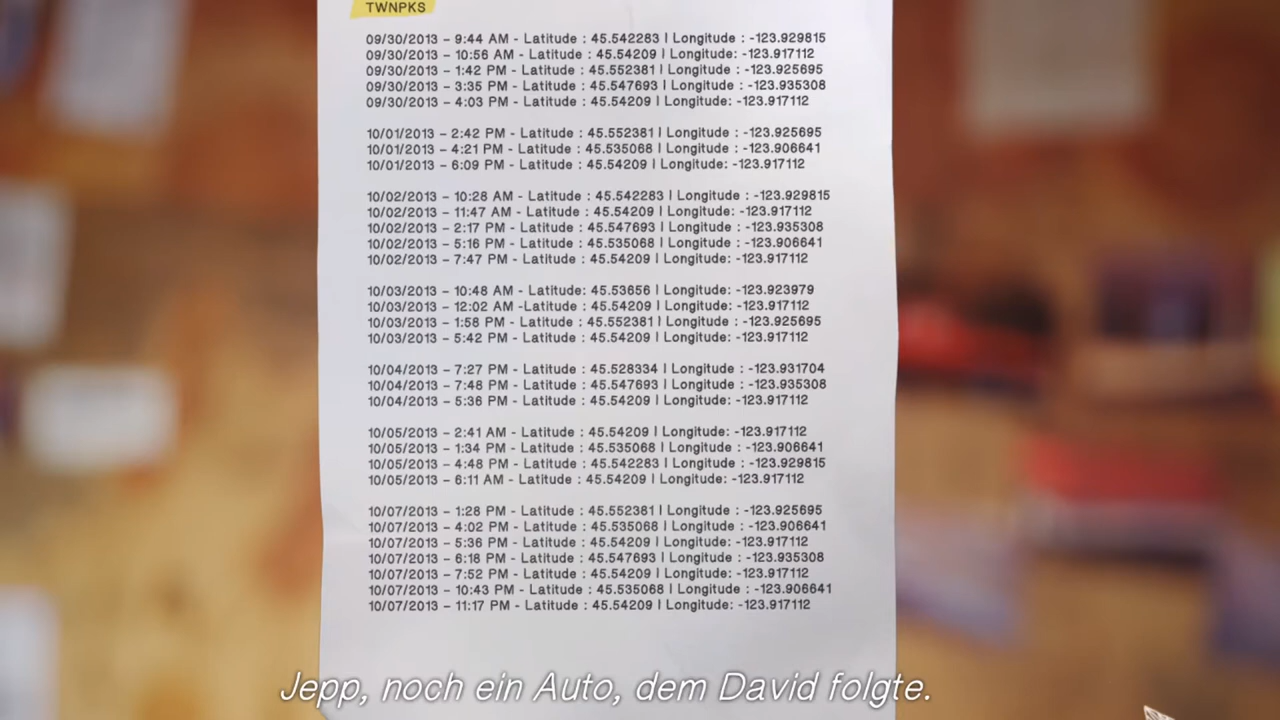 TWNPKS
09/30/2013 – 9:44 AM - Latitude : 45.542283 | Longitude : -123.929815
09/30/2013 – 10:56 AM - Latitude : 45.54209 | Longitude: -123.917112
09/30/2013 – 1:42 PM - Latitude : 45.552381 | Longitude : -123.925695
09/30/2013 – 3:35 PM - Latitude : 45.547693 | Longitude : -123.935308
09/30/2013 – 4:03 PM - Latitude : 45.54209 | Longitude: -123.917112
10/01/2013 – 2:42 PM - Latitude : 45.552381 | Longitude : -123.925695
10/01/2013 – 4:21 PM - Latitude : 45.535068 | Longitude : -123.906641
10/01/2013 – 6:09 PM - Latitude : 45.54209 | Longitude: -123.917112
10/02/2013 – 10:28 AM - Latitude : 45.542283 | Longitude : -123.929815
10/02/2013 – 11:47 AM - Latitude : 45.54209 | Longitude: -123.917112
10/02/2013 – 2:17 PM - Latitude : 45.547693 | Longitude : -123.935308
10/02/2013 – 5:16 PM - Latitude : 45.535068 | Longitude : -123.906641
10/02/2013 – 7:47 PM - Latitude : 45.54209 | Longitude: -123.917112
10/03/2013 – 10:48 AM - Latitude: 45.53656 | Longitude: -123.923979
10/03/2013 – 12:02 AM -Latitude : 45.54209 | Longitude: -123.917112
10/03/2013 – 1:58 PM - Latitude : 45.552381 | Longitude : -123.925695
10/03/2013 – 5:42 PM - Latitude : 45.54209 | Longitude: -123.917112
10/04/2013 – 7:27 PM - Latitude : 45.528334 | Longitude : -123.931704
10/04/2013 – 7:48 PM - Latitude : 45.547693 | Longitude : -123.935308
10/04/2013 – 5:36 PM - Latitude : 45.54209 | Longitude: -123.917112
10/05/2013 – 2:41 AM - Latitude : 45.54209 | Longitude: -123.917112
10/05/2013 – 1:34 PM - Latitude : 45.535068 | Longitude : -123.906641
10/05/2013 – 4:48 PM - Latitude : 45.542283 | Longitude : -123.929815
10/05/2013 – 6:11 AM - Latitude : 45.54209 | Longitude: -123.917112
10/07/2013 – 1:28 PM - Latitude : 45.552381 | Longitude : -123.925695
10/07/2013 – 4:02 PM - Latitude : 45.535068 | Longitude : -123.906641
10/07/2013 – 5:36 PM - Latitude : 45.54209 | Longitude: -123.917112
10/07/2013 – 6:18 PM - Latitude : 45.547693 | Longitude : -123.935308
10/07/2013 – 7:52 PM - Latitude : 45.54209 | Longitude: -123.917112
10/07/2013 – 10:43 PM - Latitude : 45.535068 | Longitude : -123.906641
10/07/2013 – 11:17 PM - Latitude : 45.54209 | Longitude: -123.917112
Jepp, noch ein Auto, dem David folgte.